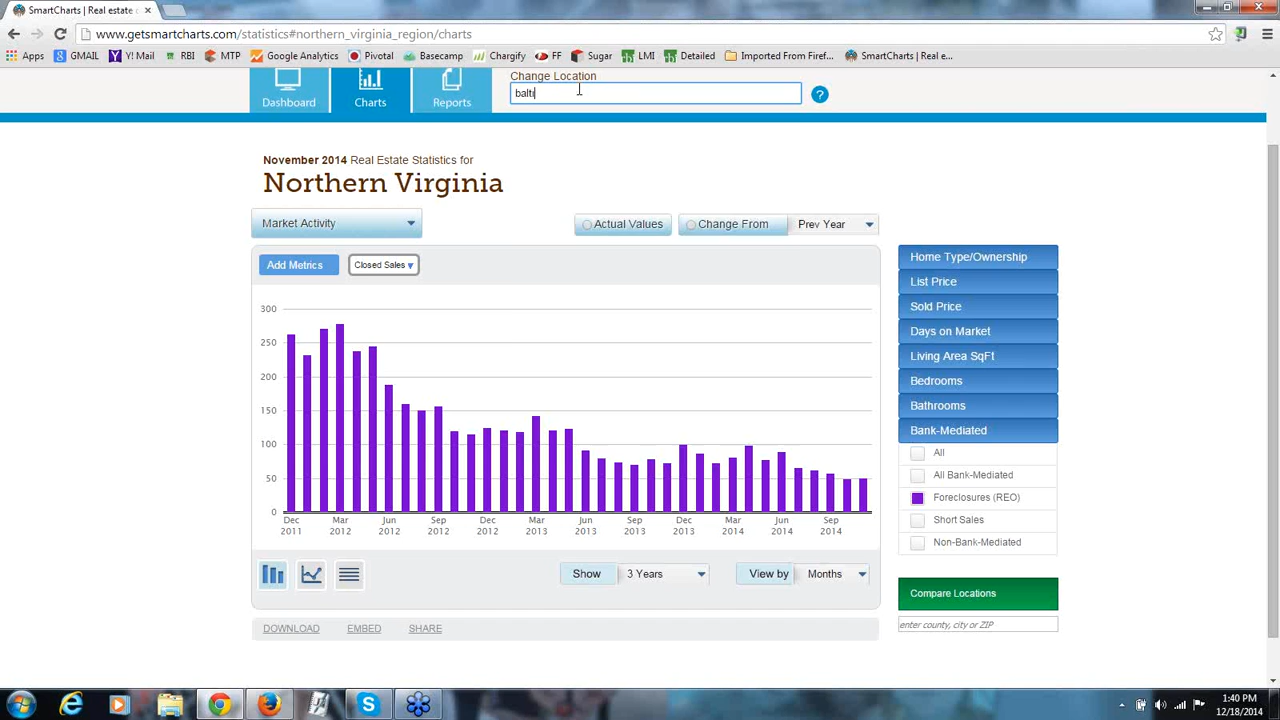 SmartCharts | Real estate c
www.getsmartcharts.com/statistics#northern_virginia_region/charts
Apps GMAIL Y! Mail RBI MTP Google Analytics Pivotal Basecamp Chargify FF Sugar LMI Detailed Imported From Firef... SmartCharts | Real e...
Change Location
Dashboard Charts Reports
balti
?
November 2014 Real Estate Statistics for
Northern Virginia
Market Activity
Actual Values Change From Prev Year
Add Metrics Closed Sales
300
250
200
150
100
50
0
Dec 2011 Mar 2012 Jun 2012 Sep 2012 Dec 2012 Mar 2013 Jun 2013 Sep 2013 Dec 2013 Mar 2014 Jun 2014 Sep 2014
Home Type/Ownership
List Price
Sold Price
Days on Market
Living Area SqFt
Bedrooms
Bathrooms
Bank-Mediated
All
All Bank-Mediated
Foreclosures (REO)
Short Sales
Non-Bank-Mediated
Show 3 Years View by Months
Compare Locations
enter county, city or ZIP
DOWNLOAD EMBED SHARE
1:40 PM
12/18/2014